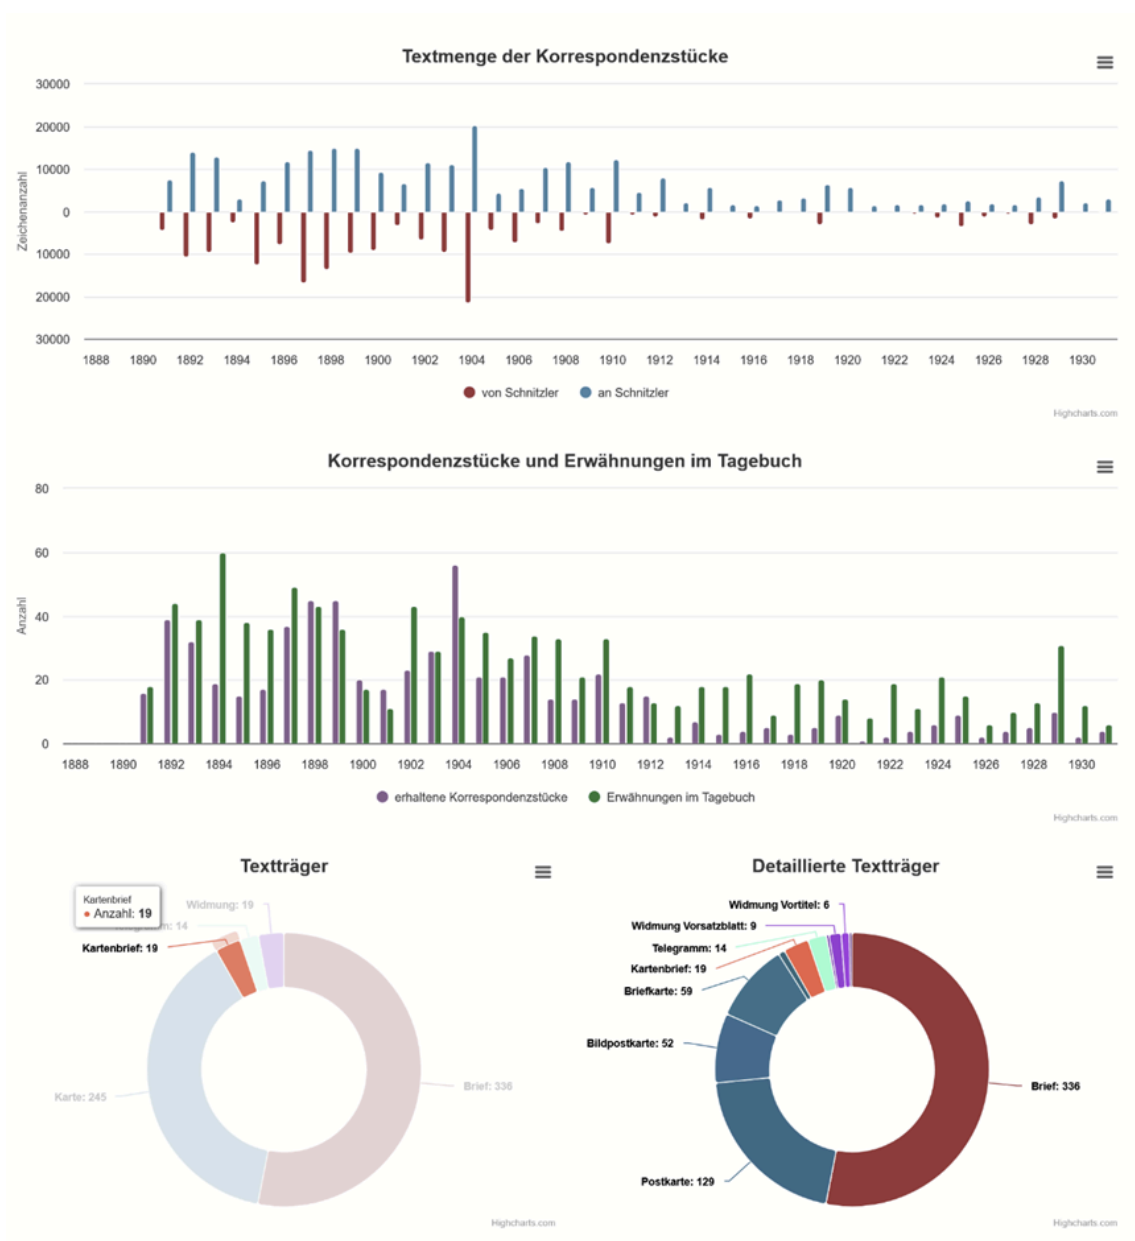 Textmenge der Korrespondenzstücke
30000
20000
10000
0
10000
20000
30000
Zeichenanzahl
1888 1890 1892 1894 1896 1898 1900 1902 1904 1906 1908 1910 1912 1914 1916 1918 1920 1922 1924 1926 1928 1930
von Schnitzler an Schnitzler
Highcharts.com
Korrespondenzstücke und Erwähnungen im Tagebuch
80
60
40
20
0
Anzahl
1888 1890 1892 1894 1896 1898 1900 1902 1904 1906 1908 1910 1912 1914 1916 1918 1920 1922 1924 1926 1928 1930
erhaltene Korrespondenzstücke Erwähnungen im Tagebuch
Highcharts.com
Textträger
Kartenbrief
Anzahl: 19
Widmung: 19
14
Kartenbrief: 19
Karte: 245
Brief: 336
Highcharts.com
Detaillierte Textträger
Widmung Vortitel: 6
Widmung Vorsatzblatt: 9
Telegramm: 14
Kartenbrief: 19
Briefkarte: 59
Bildpostkarte: 52
Brief: 336
Postkarte: 129
Highcharts.com